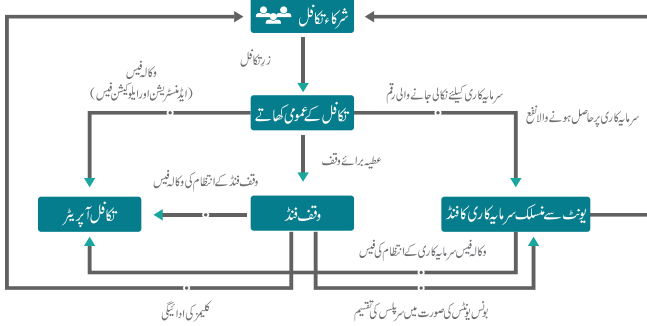 شرکاء تکافل
زرِ تکافل
وکالہ فیس
(ایڈمنسٹریشن اور ایلوکیشن فیس)
سرمایہ کاری کیلئے نکالی جانے والی رقم
تکافل کے عمومی کھاتے
سرمایہ کاری پر حاصل ہونے والا نفع
عطیہ برائے وقف
وقف فنڈ کے انتظام کی وکالہ فیس
یونٹ سے منسلک سرمایہ کاری کا فنڈ
وقف فنڈ
تکافل آپریٹر
وکالہ فیس سرمایہ کاری کے انتظام کی فیس
بونس یونٹس کی صورت میں سرپلس کی تقسیم
کلیمز کی ادائیگی